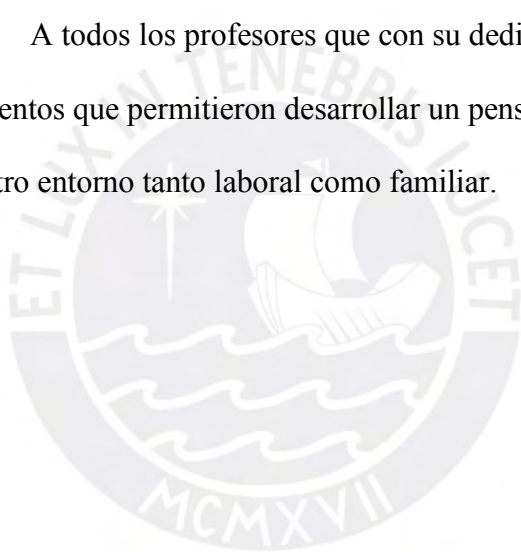 A todos los profesores que con su dedi
entos que permitieron desarrollar un pens
tro entorno tanto laboral como familiar.
ET LUX IN TENEBRIS LUCET
MCMXVII